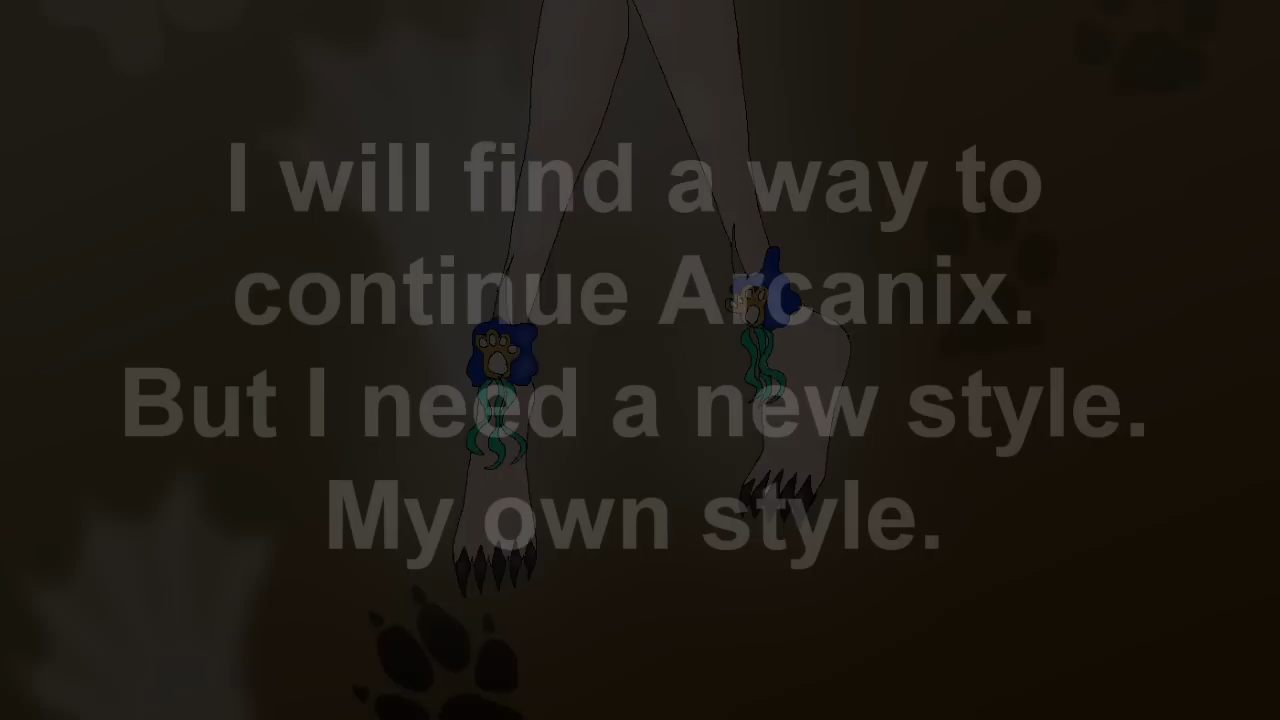 I will find a way to
continue Arcanix.
But I need a new style.
My own style.